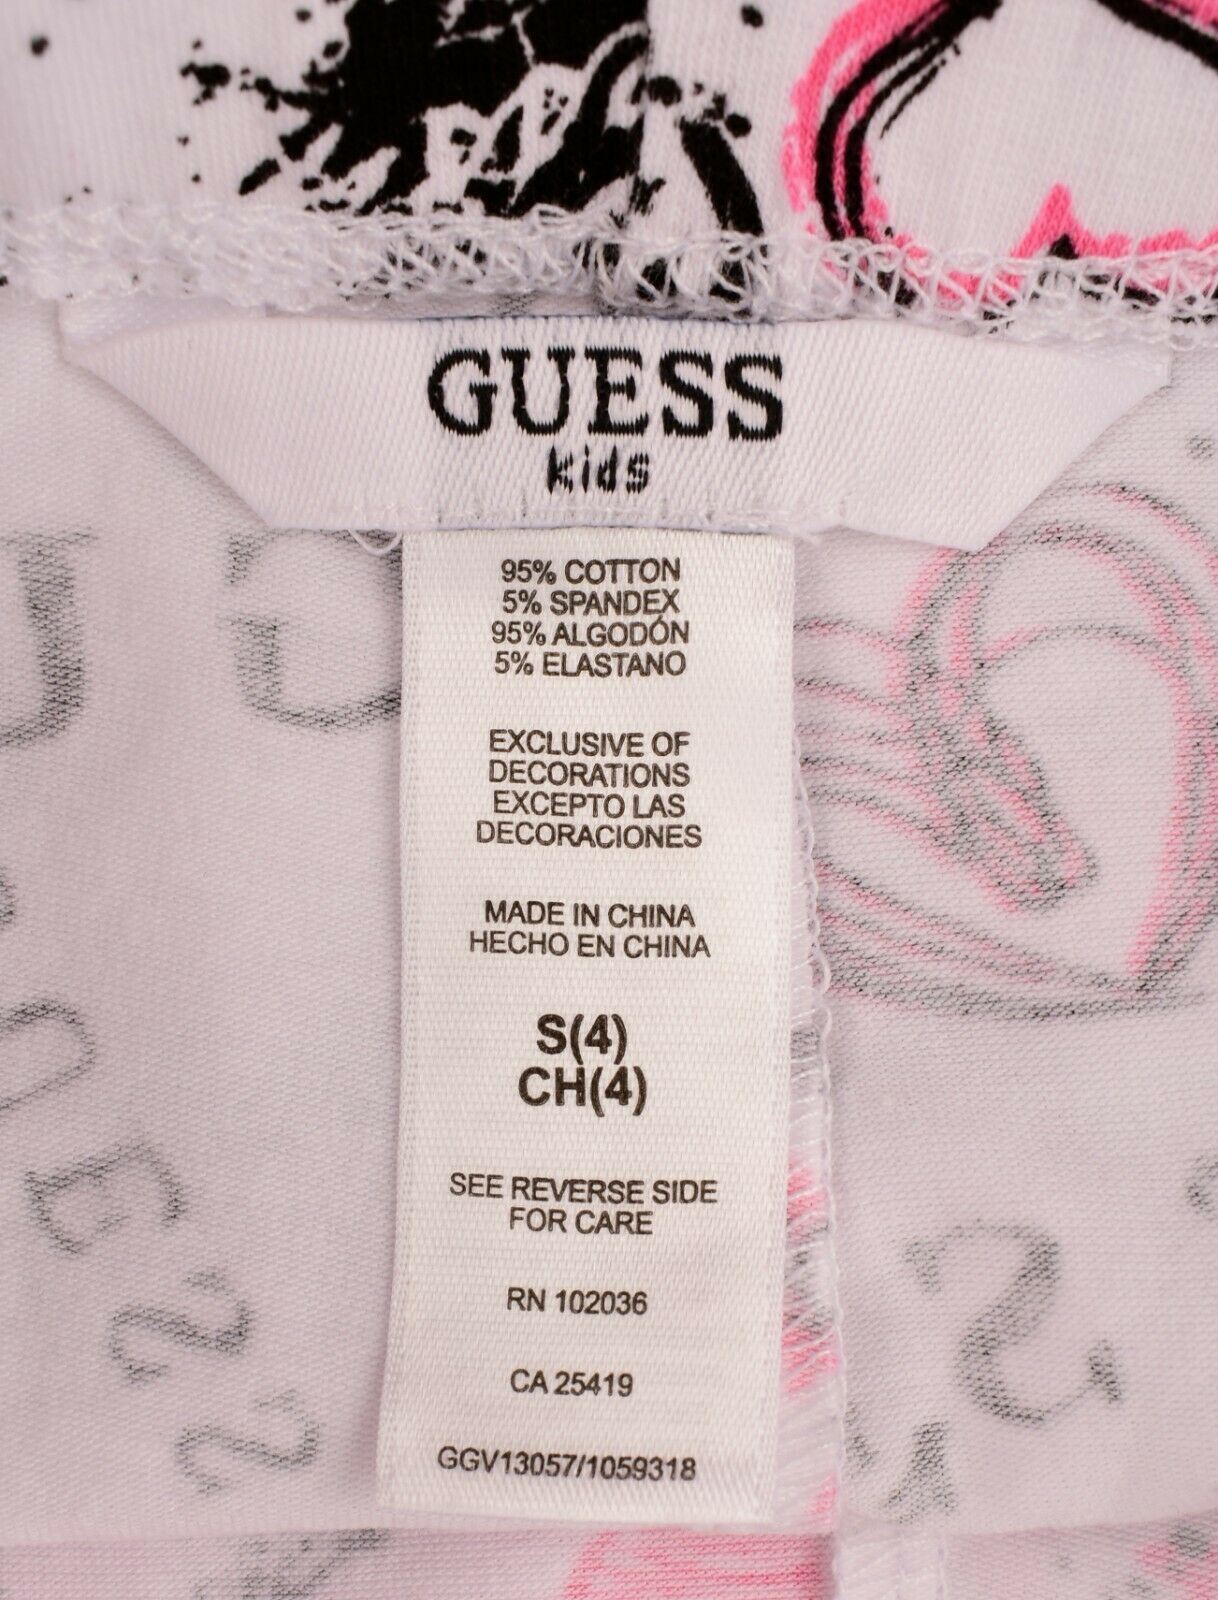 GUESS
kids
95% COTTON
5% SPANDEX
95% ALGODÓN
5% ELASTANO
EXCLUSIVE OF
DECORATIONS
EXCEPTO LAS
DECORACIONES
MADE IN CHINA
HECHO EN CHINA
S(4)
CH(4)
SEE REVERSE SIDE
FOR CARE
RN 102036
CA 25419
GGV13057/1059318